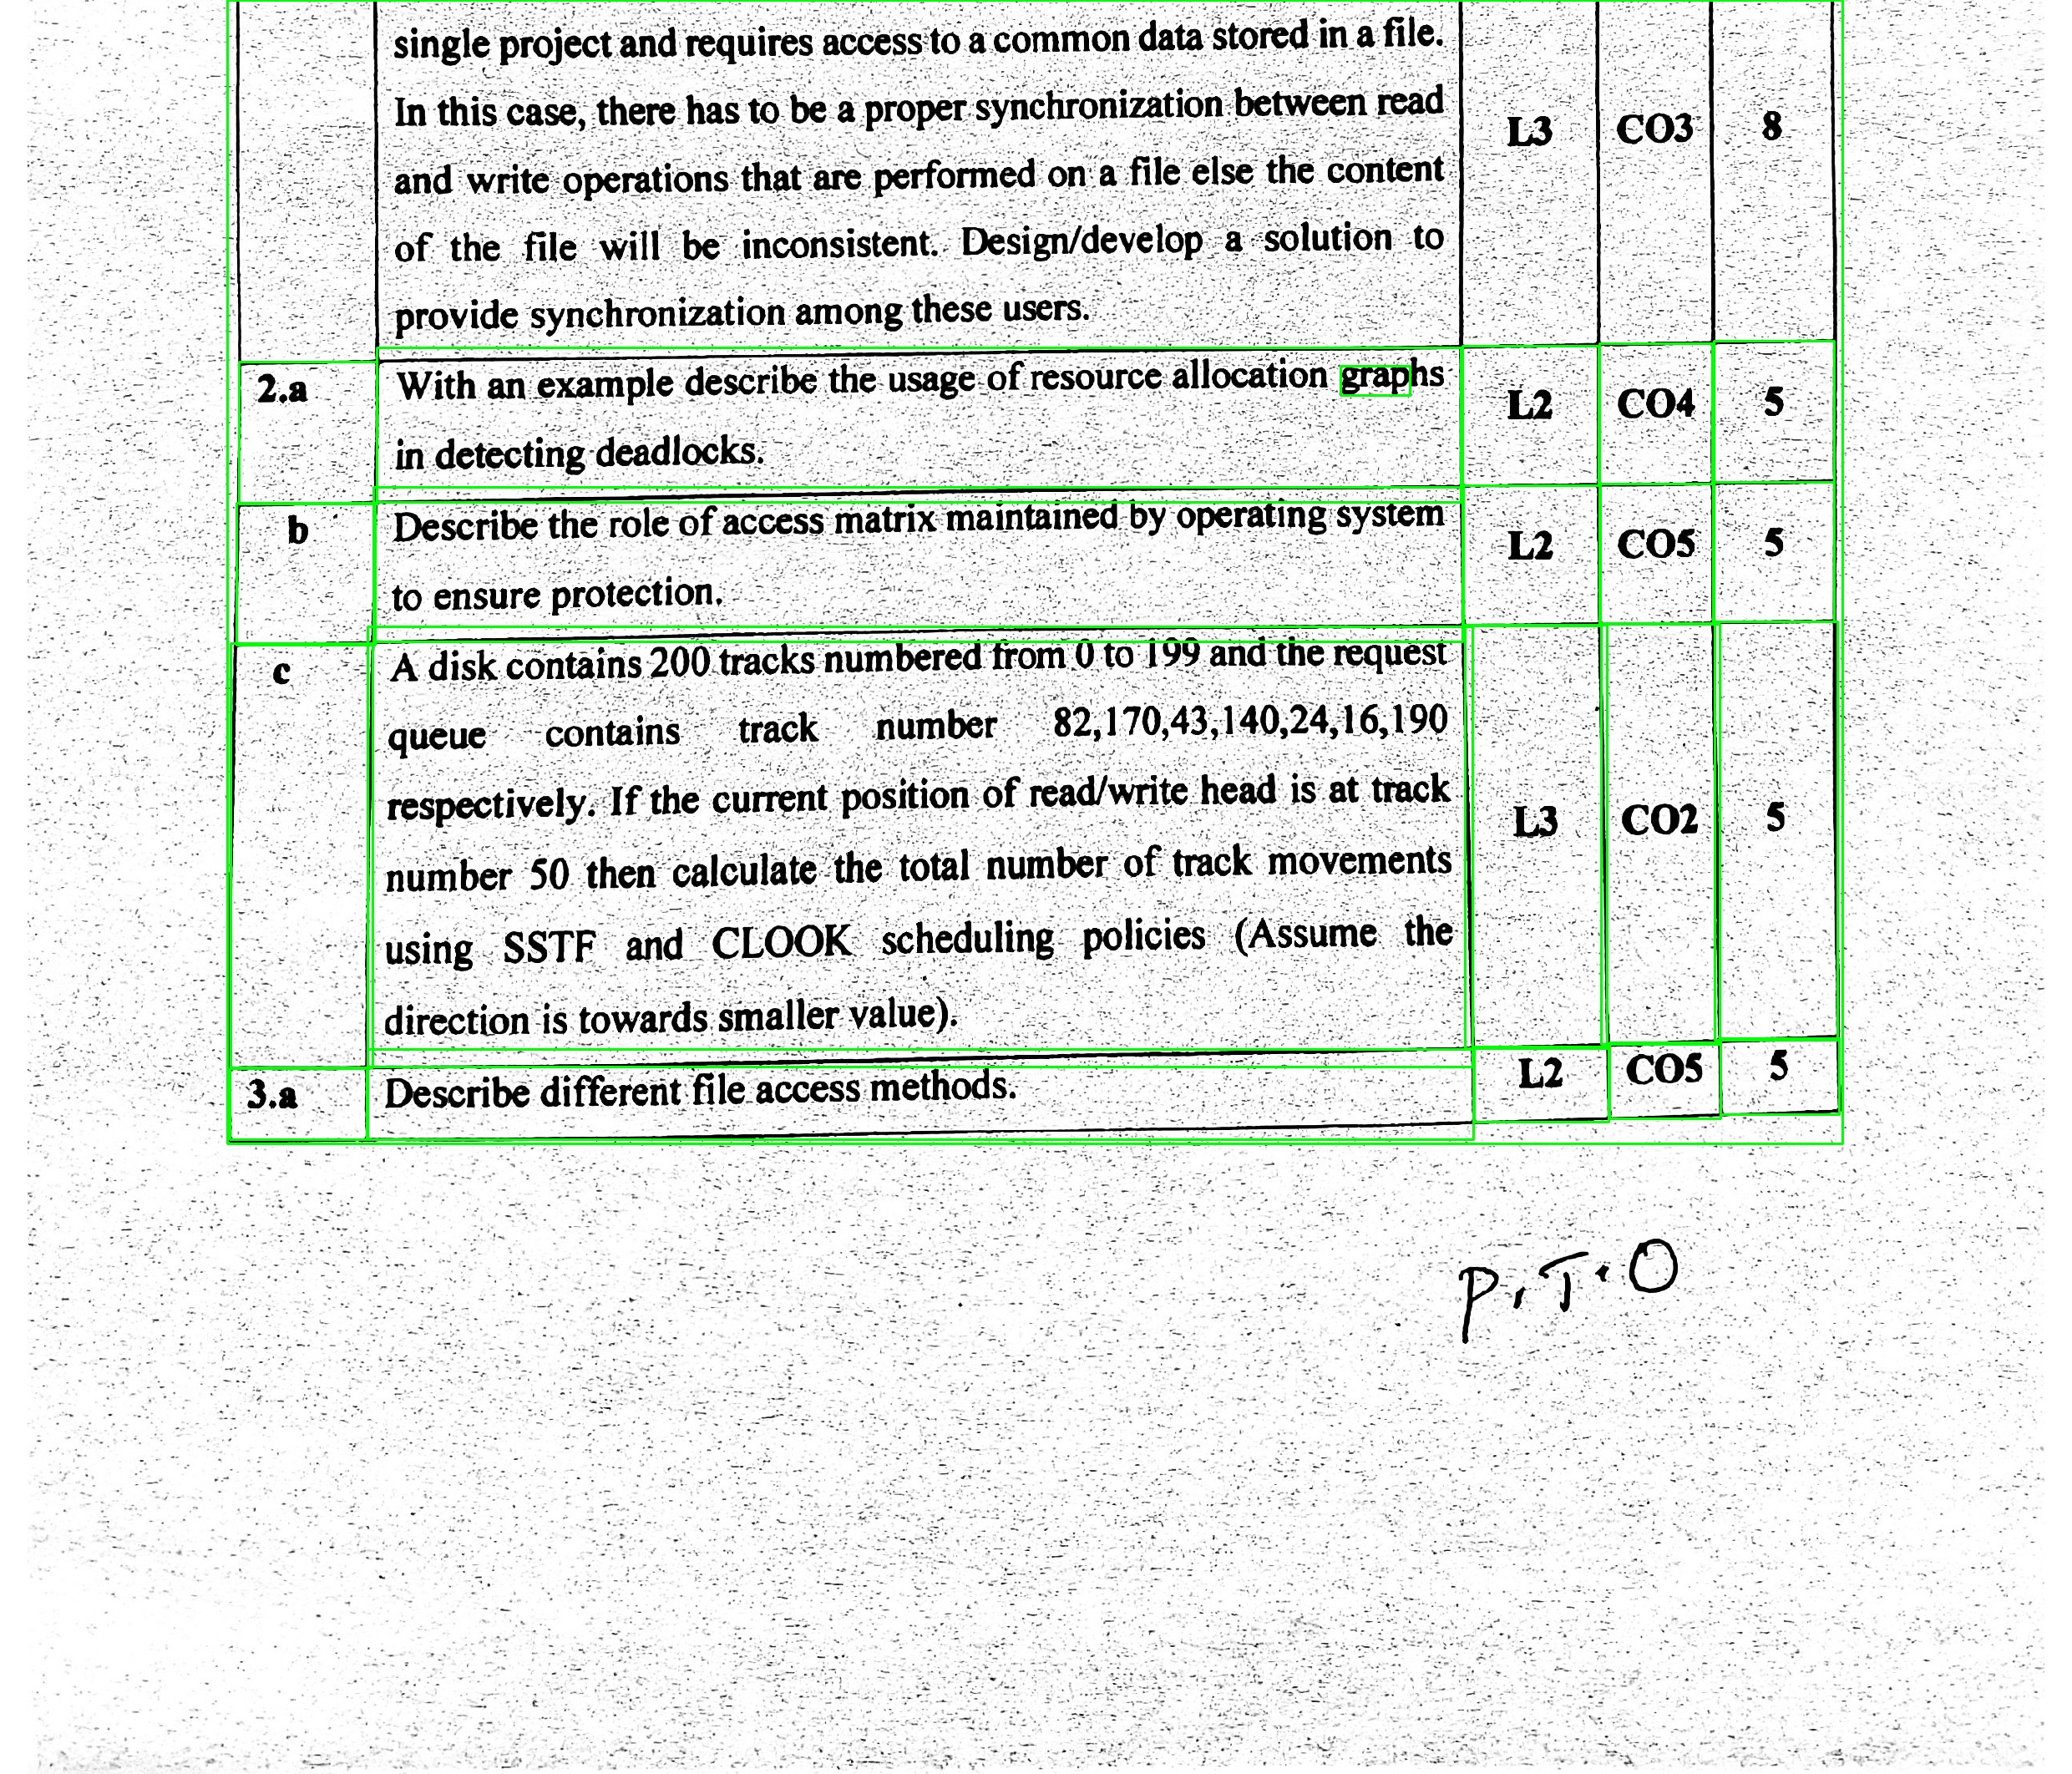 single project and requires access to a common data stored in a file.
In this case, there has to be a proper synchronization between read
and write operations that are performed on a file else the content
of the file will be inconsistent. Design/develop a solution to
provide synchronization among these users.
L3 CO3 8
2.a With an example describe the usage of resource allocation graphs
in detecting deadlocks.
L2 CO4 5
b Describe the role of access matrix maintained by operating system
to ensure protection.
L2 CO5 5
c A disk contains 200 tracks numbered from 0 to 199 and the request
queue contains track number 82,170,43,140,24,16,190
respectively. If the current position of read/write head is at track
number 50 then calculate the total number of track movements
using SSTF and CLOOK scheduling policies (Assume the
direction is towards smaller value).
L3 CO2 5
3.a Describe different file access methods. L2 CO5 5
P.T.O